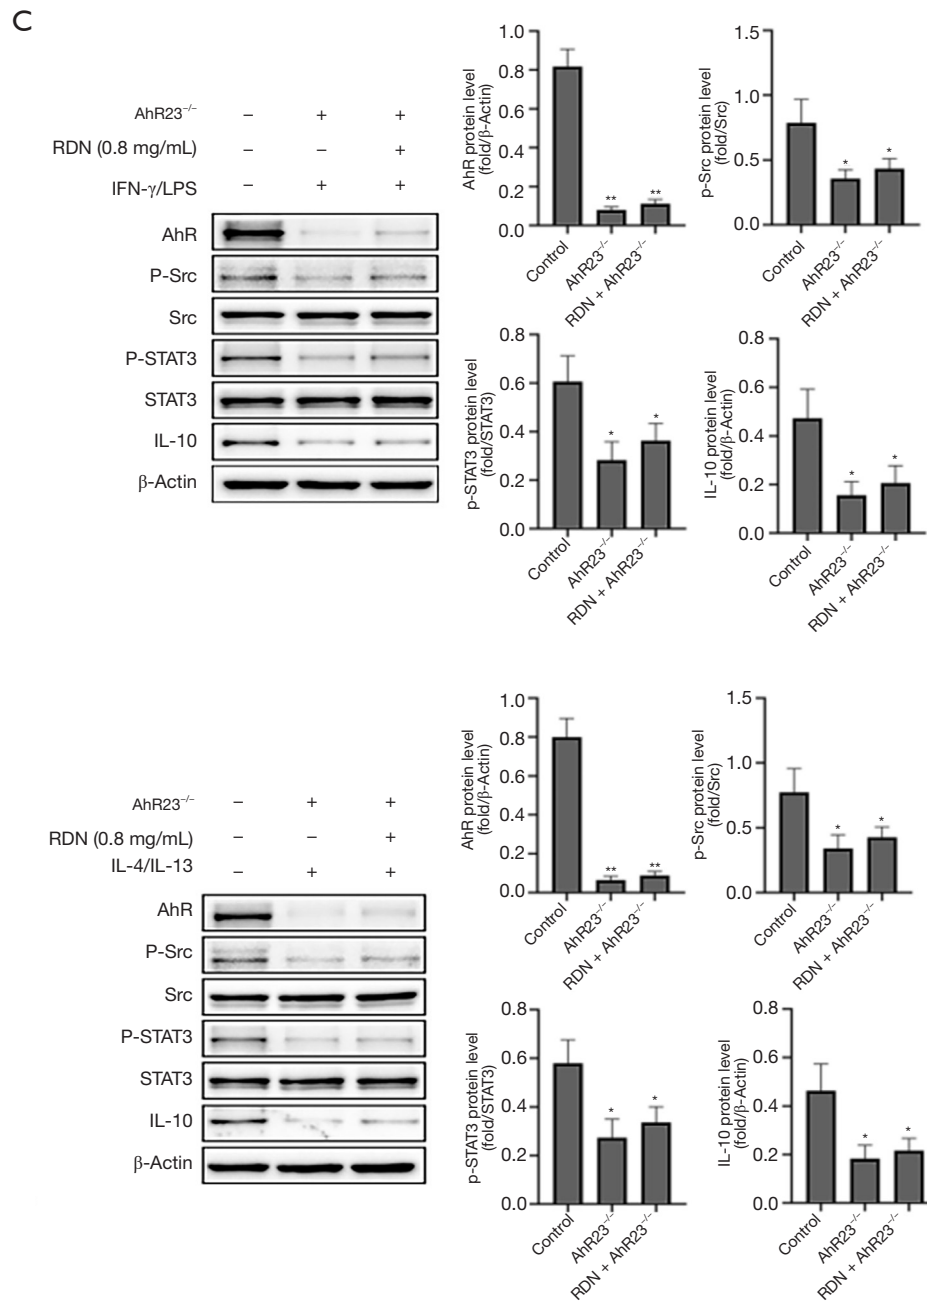 C
AhR23⁻/⁻ – + +
RDN (0.8 mg/mL) – – +
IFN-γ/LPS – + +
AhR
P-Src
Src
P-STAT3
STAT3
IL-10
β-Actin
AhR protein level
(fold/β-Actin)
1.0
0.8
0.6
0.4
0.2
0.0
** **
Control
AhR23⁻/⁻
RDN + AhR23⁻/⁻
p-Src protein level
(fold/Src)
1.5
1.0
0.5
0.0
* *
Control
AhR23⁻/⁻
RDN + AhR23⁻/⁻
p-STAT3 protein level
(fold/STAT3)
0.8
0.6
0.4
0.2
0.0
* *
Control
AhR23⁻/⁻
RDN + AhR23⁻/⁻
IL-10 protein level
(fold/β-Actin)
0.8
0.6
0.4
0.2
0.0
* *
Control
AhR23⁻/⁻
RDN + AhR23⁻/⁻
AhR23⁻/⁻ – + +
RDN (0.8 mg/mL) – – +
IL-4/IL-13 – + +
AhR
P-Src
Src
P-STAT3
STAT3
IL-10
β-Actin
AhR protein level
(fold/β-Actin)
1.0
0.8
0.6
0.4
0.2
0.0
** **
Control
AhR23⁻/⁻
RDN + AhR23⁻/⁻
p-Src protein level
(fold/Src)
1.5
1.0
0.5
0.0
* *
Control
AhR23⁻/⁻
RDN + AhR23⁻/⁻
p-STAT3 protein level
(fold/STAT3)
0.8
0.6
0.4
0.2
0.0
* *
Control
AhR23⁻/⁻
RDN + AhR23⁻/⁻
IL-10 protein level
(fold/β-Actin)
0.8
0.6
0.4
0.2
0.0
* *
Control
AhR23⁻/⁻
RDN + AhR23⁻/⁻